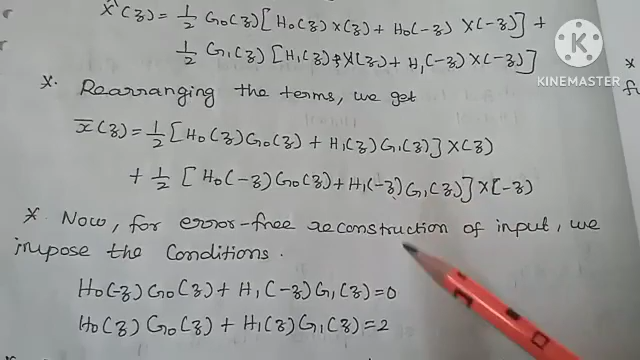 X^(z) = 1/2 G0(z) [H0(z) X(z) + H0(-z) X(-z)] +
1/2 G1(z) [H1(z) X(z) + H1(-z) X(-z)]
KINEMASTER
*. Rearranging the terms, we get
x̄(z) = 1/2 [H0(z) G0(z) + H1(z) G1(z)] X(z)
+ 1/2 [H0(-z) G0(z) + H1(-z) G1(z)] X[-z)
* Now, for error-free reconstruction of input, we
impose the Conditions.
H0(-z) G0(z) + H1(-z) G1(z) = 0
H0(z) G0(z) + H1(z) G1(z) = 2